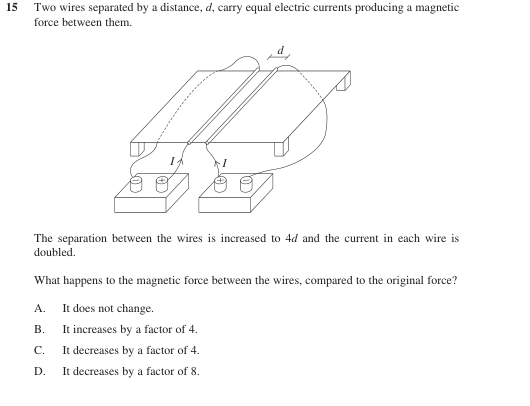 15 Two wires separated by a distance, d, carry equal electric currents producing a magnetic
force between them.
d
I I
− + + −
The separation between the wires is increased to 4d and the current in each wire is
doubled.
What happens to the magnetic force between the wires, compared to the original force?
A. It does not change.
B. It increases by a factor of 4.
C. It decreases by a factor of 4.
D. It decreases by a factor of 8.